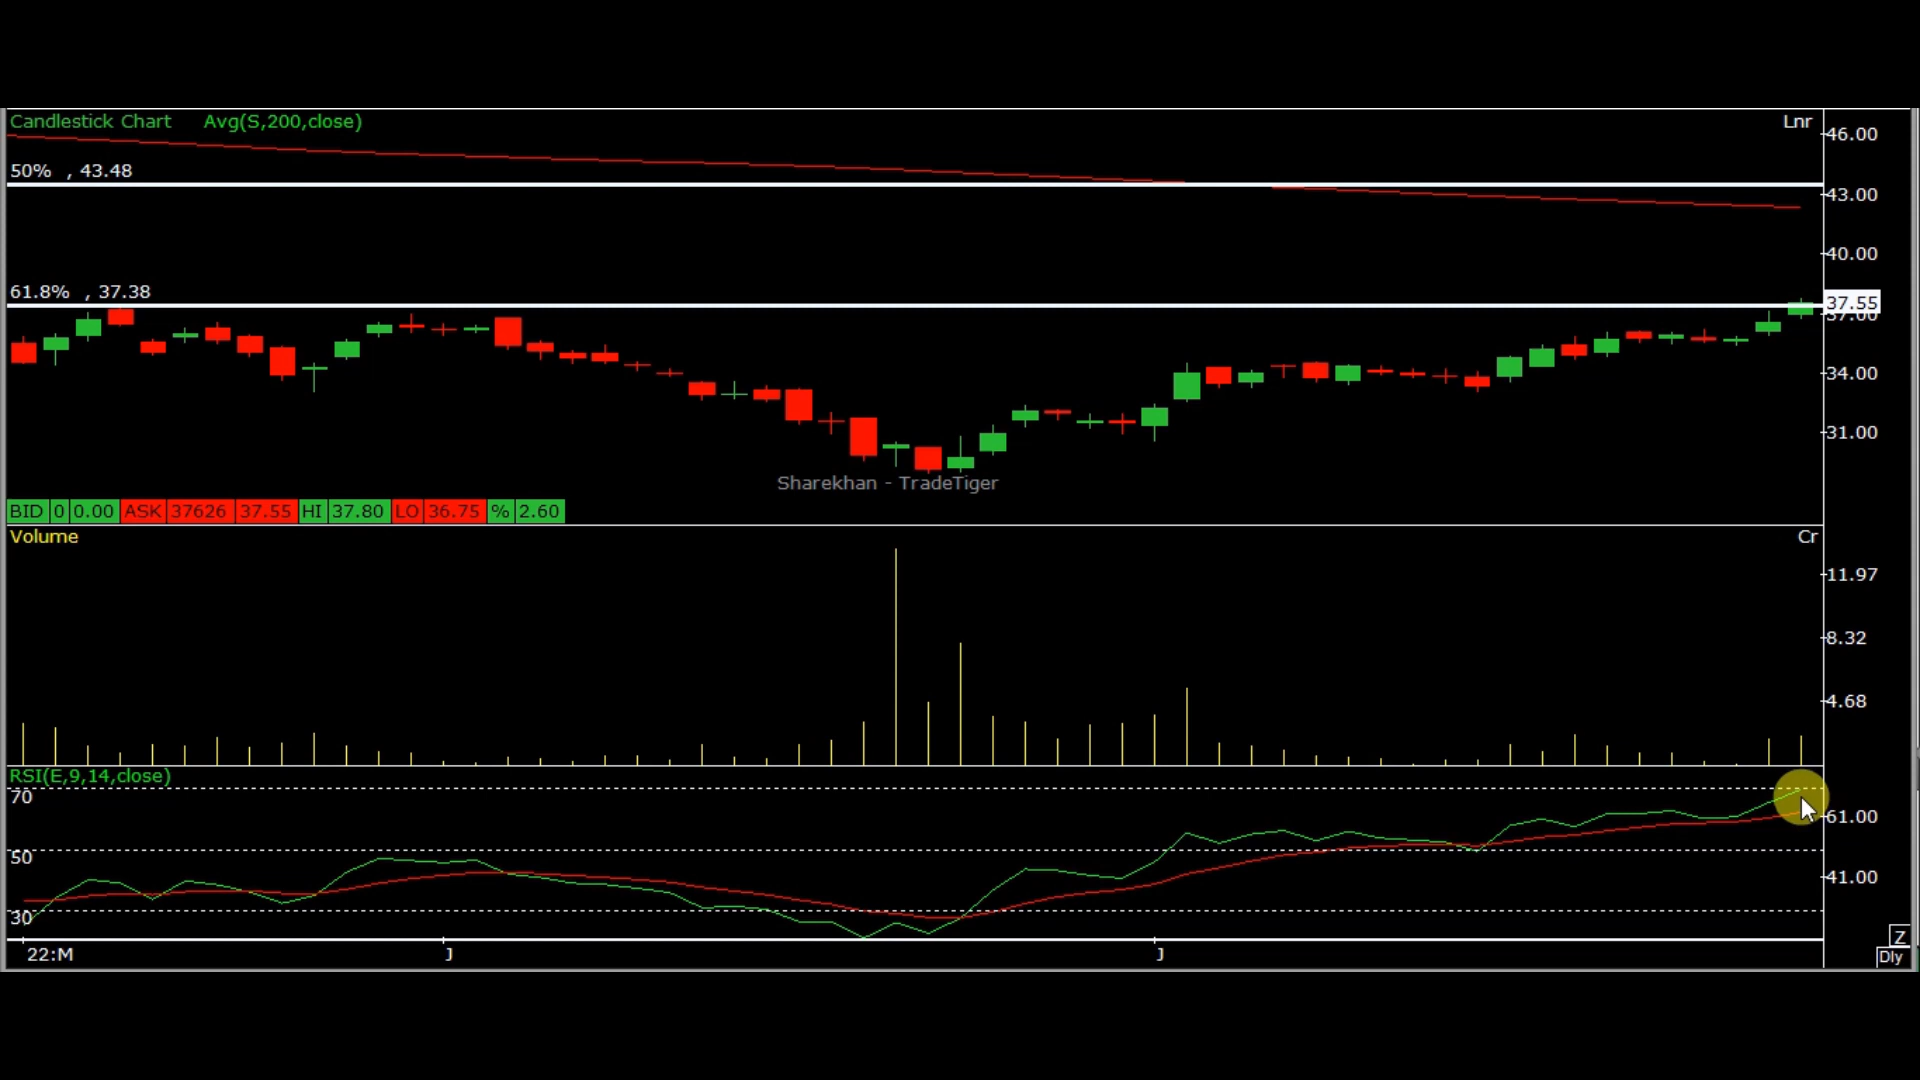 Candlestick Chart Avg(S,200,close) Lnr
46.00
50% , 43.48
43.00
40.00
61.8% , 37.38
37.55
37.00
34.00
31.00
Sharekhan - TradeTiger
BID 0 0.00 ASK 37626 37.55 HI 37.80 LO 36.75 % 2.60
Volume Cr
11.97
8.32
4.68
RSI(E,9,14,close)
70
61.00
50
41.00
30
Z
22:M J J Dly